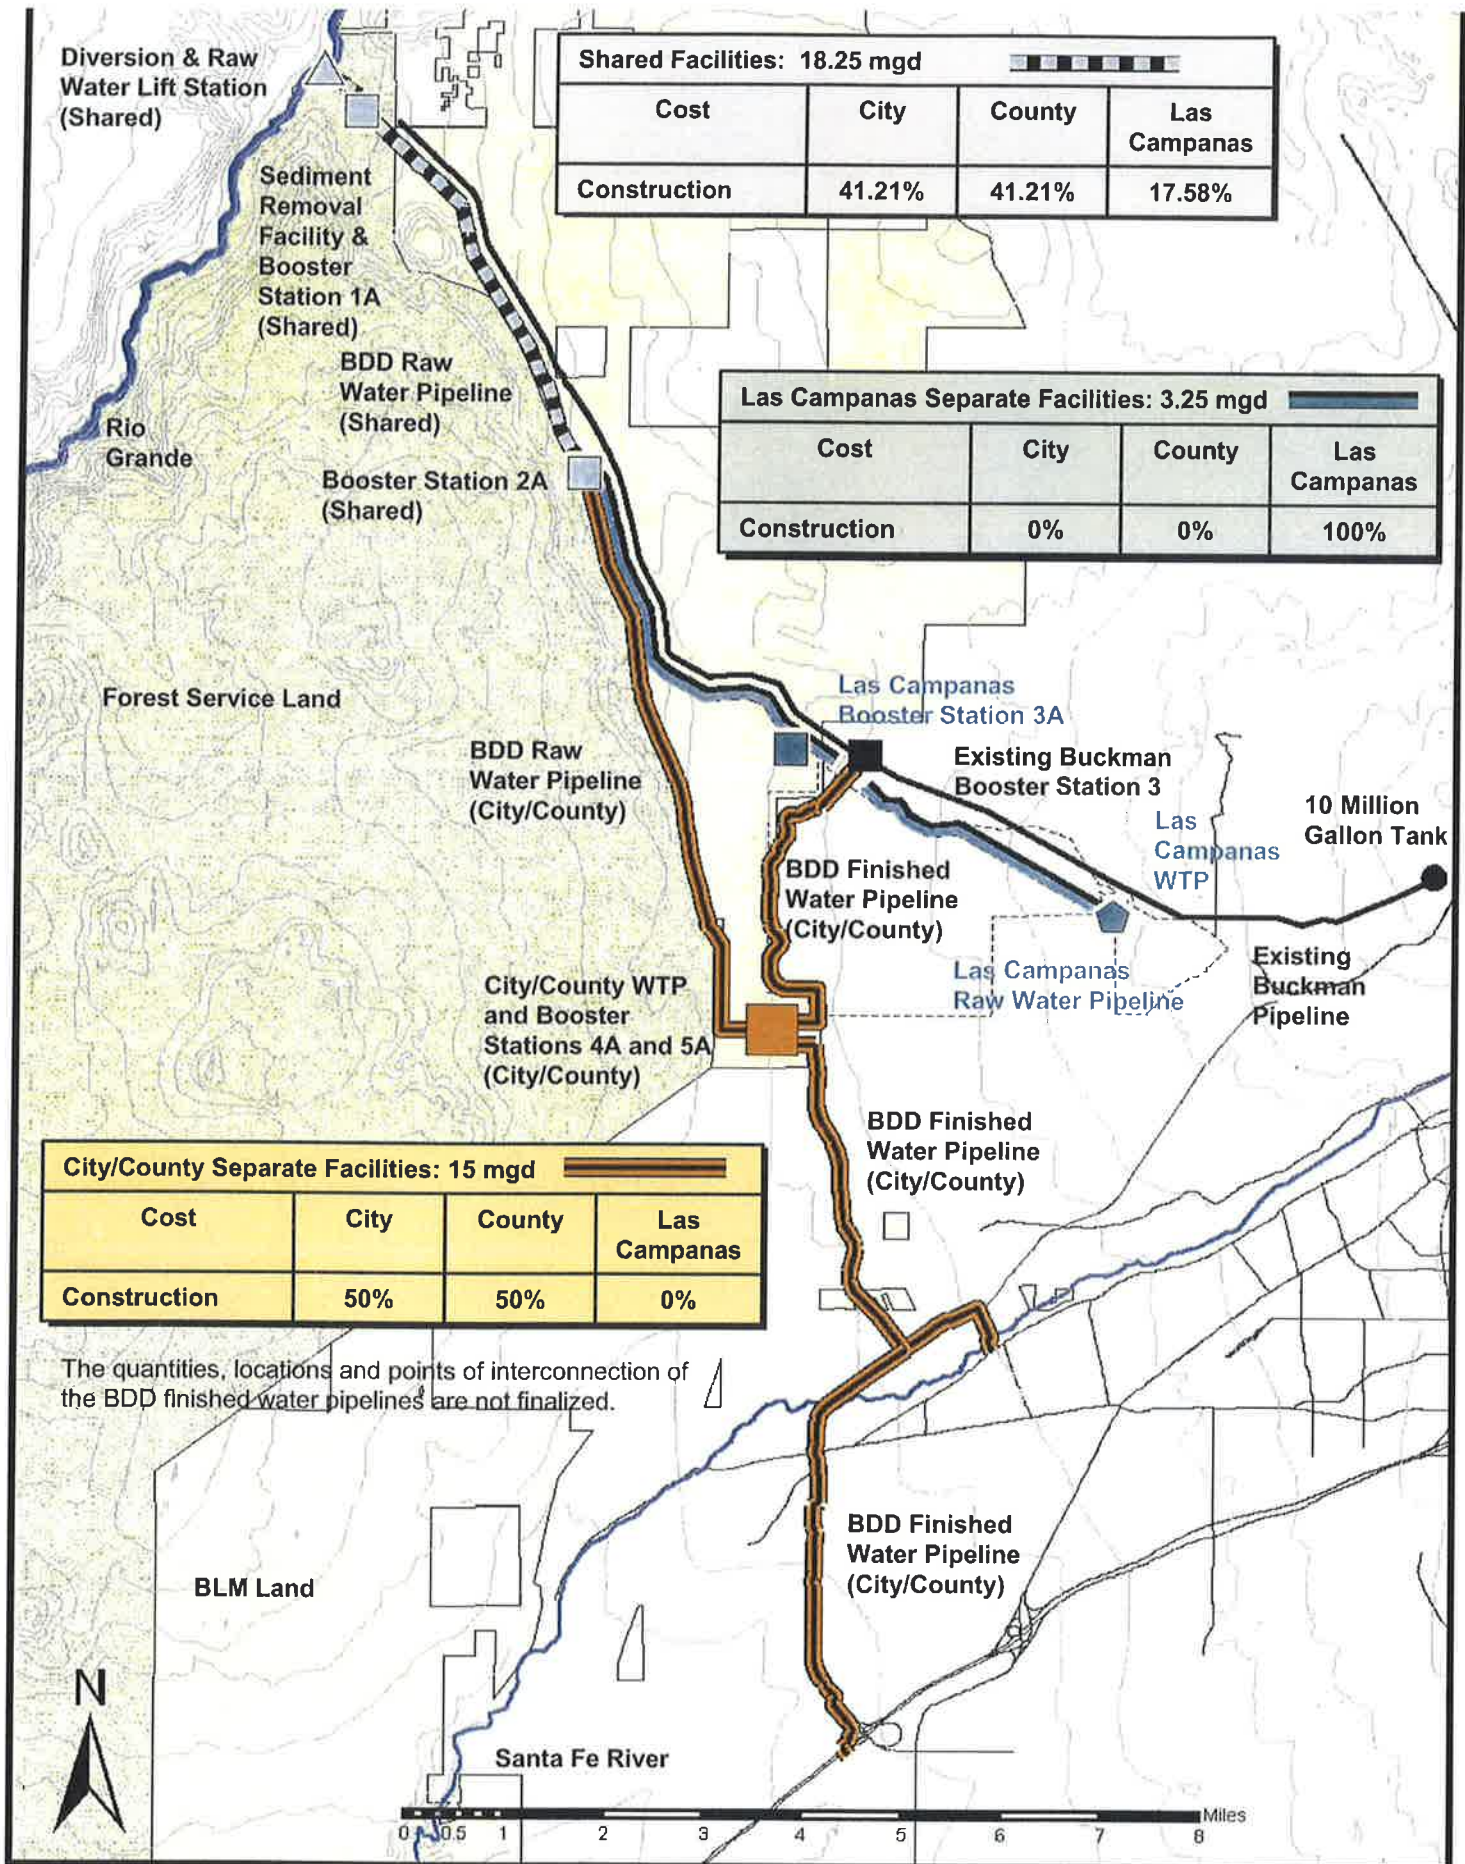 Diversion & Raw
Water Lift Station
(Shared)
Shared Facilities: 18.25 mgd
Cost City County Las
Campanas
Construction 41.21% 41.21% 17.58%
Sediment
Removal
Facility &
Booster
Station 1A
(Shared)
BDD Raw
Water Pipeline
(Shared)
Rio
Grande
Las Campanas Separate Facilities: 3.25 mgd
Cost City County Las
Campanas
Construction 0% 0% 100%
Booster Station 2A
(Shared)
Forest Service Land
Las Campanas
Booster Station 3A
BDD Raw
Water Pipeline
(City/County)
Existing Buckman
Booster Station 3
10 Million
Gallon Tank
Las
Campanas
WTP
BDD Finished
Water Pipeline
(City/County)
Las Campanas
Raw Water Pipeline
Existing
Buckman
Pipeline
City/County WTP
and Booster
Stations 4A and 5A
(City/County)
BDD Finished
Water Pipeline
(City/County)
City/County Separate Facilities: 15 mgd
Cost City County Las
Campanas
Construction 50% 50% 0%
The quantities, locations and points of interconnection of
the BDD finished water pipelines are not finalized.
BDD Finished
Water Pipeline
(City/County)
BLM Land
N
Santa Fe River
Miles
0 0.5 1 2 3 4 5 6 7 8